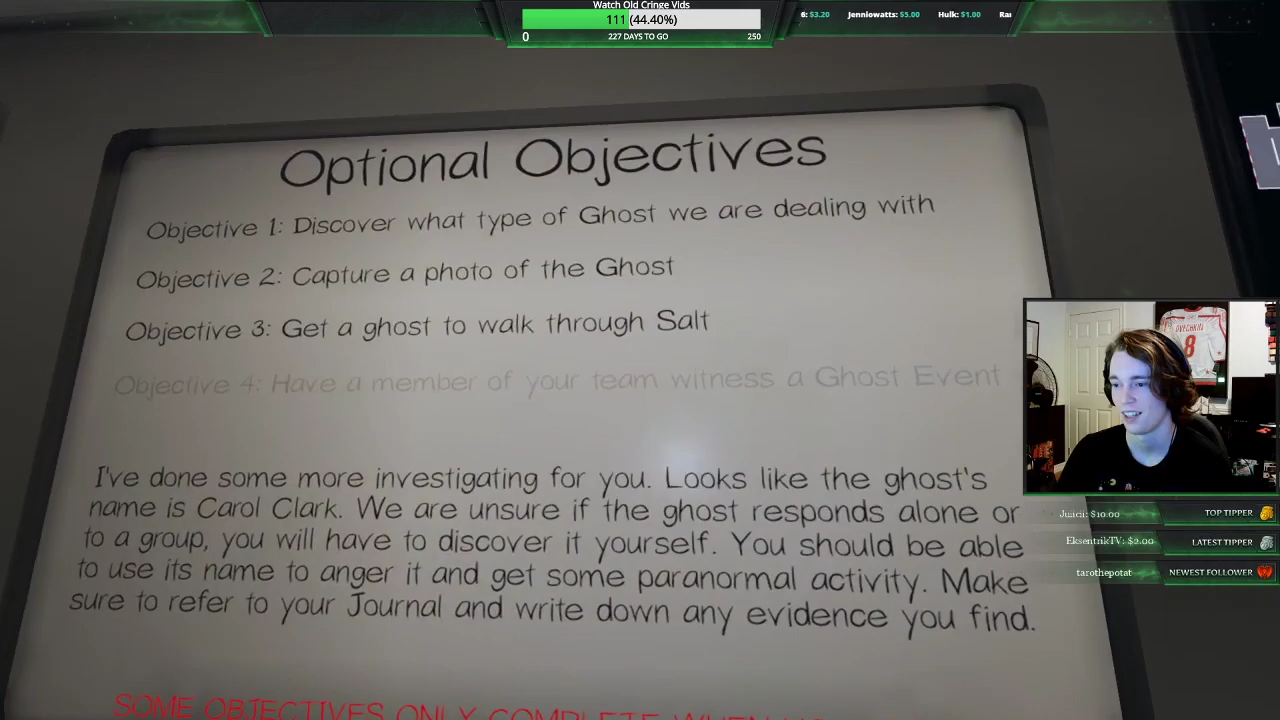 Watch Old Cringe Vids
111 (44.40%)
0 227 DAYS TO GO 250
6: $3.20 Jenniowatts: $5.00 Hulk: $1.00
Optional Objectives
Objective 1: Discover what type of Ghost we are dealing with
Objective 2: Capture a photo of the Ghost
Objective 3: Get a ghost to walk through Salt
Objective 4: Have a member of your team witness a Ghost Event
I've done some more investigating for you. Looks like the ghost's
name is Carol Clark. We are unsure if the ghost responds alone or
to a group, you will have to discover it yourself. You should be able
to use its name to anger it and get some paranormal activity. Make
sure to refer to your Journal and write down any evidence you find.
SOME OBJECTIVES ONLY COMPLETE WHEN
OVECHKIN
8
Juicii: $10.00 TOP TIPPER
EksentrikTV: $2.00 LATEST TIPPER
tarothepotat NEWEST FOLLOWER